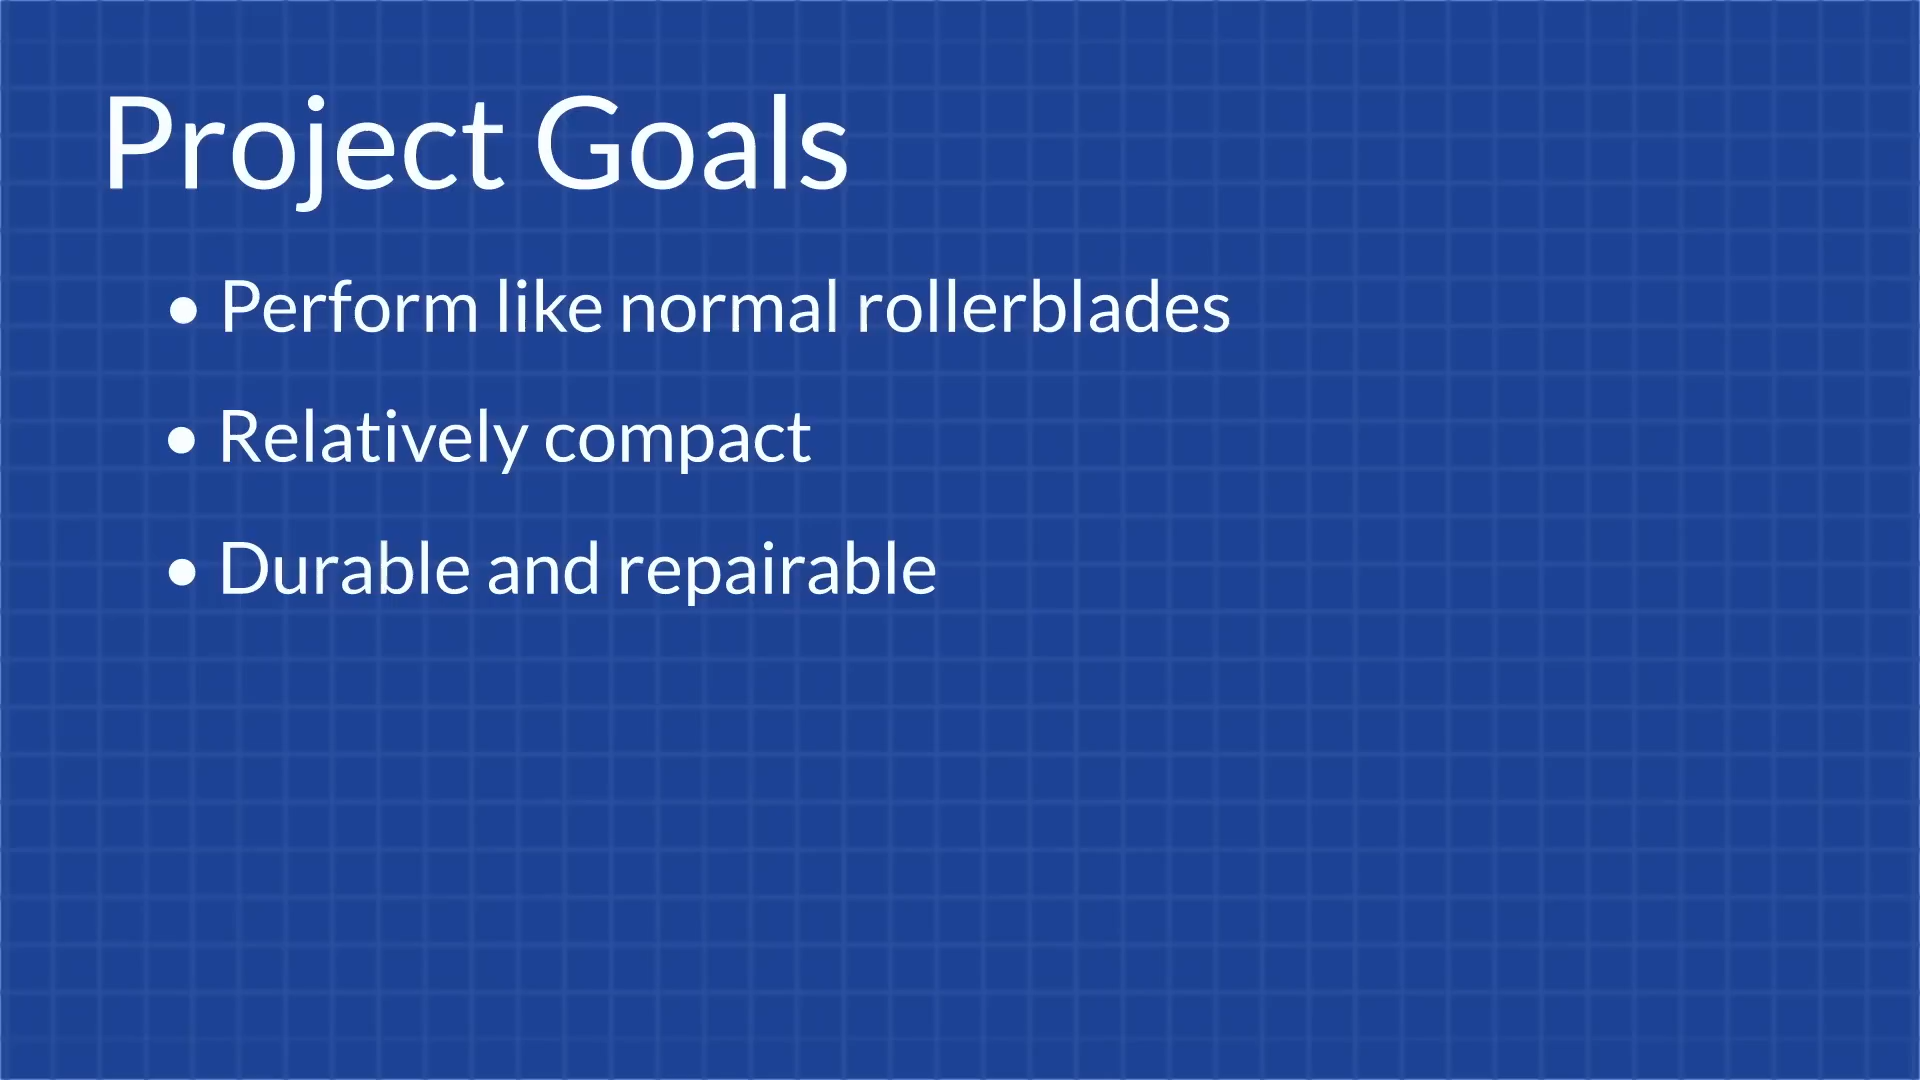 Project Goals
• Perform like normal rollerblades
• Relatively compact
• Durable and repairable